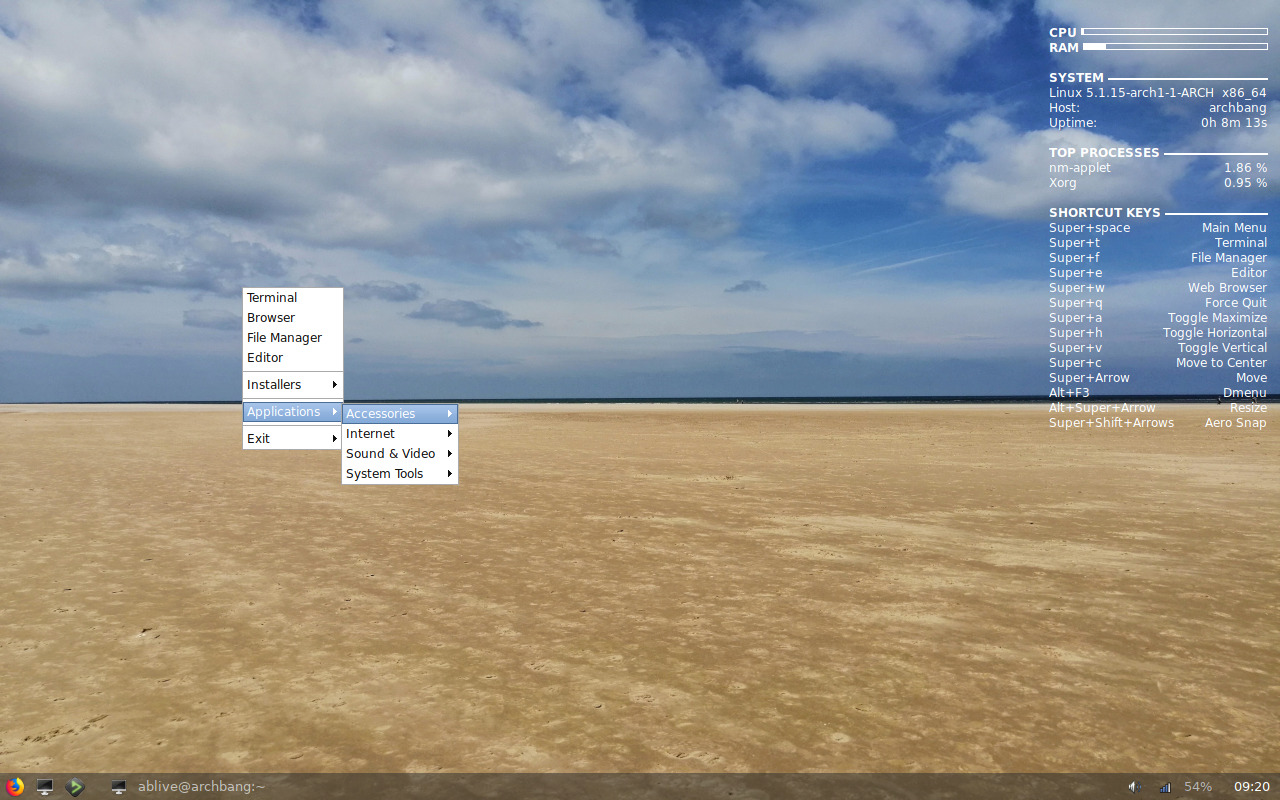 CPU
RAM
SYSTEM
Linux 5.1.15-arch1-1-ARCH x86_64
Host: archbang
Uptime: 0h 8m 13s
TOP PROCESSES
nm-applet 1.86 %
Xorg 0.95 %
SHORTCUT KEYS
Super+space Main Menu
Super+t Terminal
Super+f File Manager
Super+e Editor
Super+w Web Browser
Super+q Force Quit
Super+a Toggle Maximize
Super+h Toggle Horizontal
Super+v Toggle Vertical
Super+c Move to Center
Super+Arrow Move
Alt+F3 Dmenu
Alt+Super+Arrow Resize
Super+Shift+Arrows Aero Snap
Terminal
Browser
File Manager
Editor
Installers
Applications
Exit
Accessories
Internet
Sound & Video
System Tools
ablive@archbang:~
54%
09:20